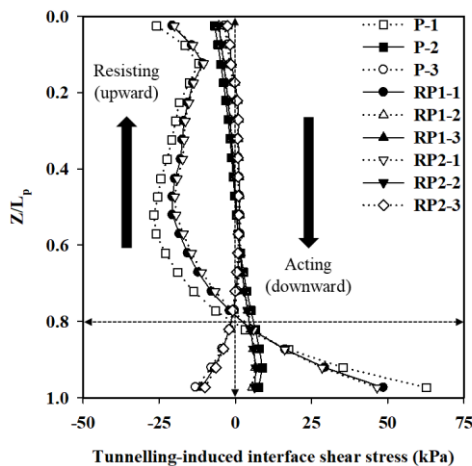 0.0
0.2
0.4
0.6
0.8
1.0
Z/Lp
Resisting
(upward)
Acting
(downward)
P-1
P-2
P-3
RP1-1
RP1-2
RP1-3
RP2-1
RP2-2
RP2-3
-50 -25 0 25 50 75
Tunnelling-induced interface shear stress (kPa)